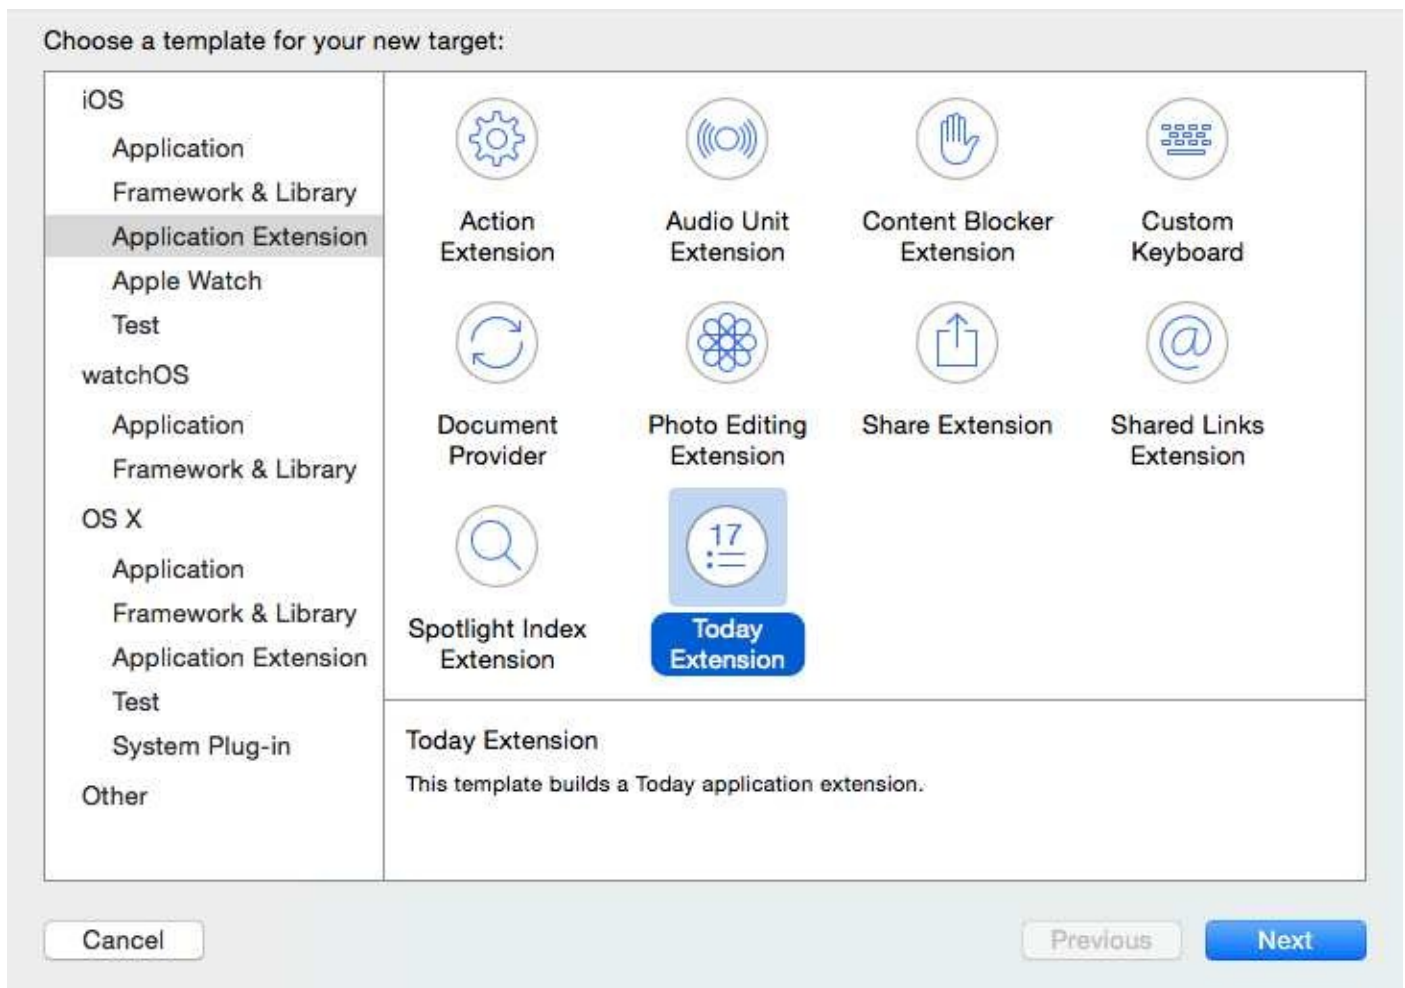 Choose a template for your new target:
iOS
Application
Framework & Library
Application Extension
Apple Watch
Test
watchOS
Application
Framework & Library
OS X
Application
Framework & Library
Application Extension
Test
System Plug-in
Other
Action
Extension
Audio Unit
Extension
Content Blocker
Extension
Custom
Keyboard
Document
Provider
Photo Editing
Extension
Share Extension
@
Shared Links
Extension
Spotlight Index
Extension
17
Today
Extension
Today Extension
This template builds a Today application extension.
Cancel
Previous
Next